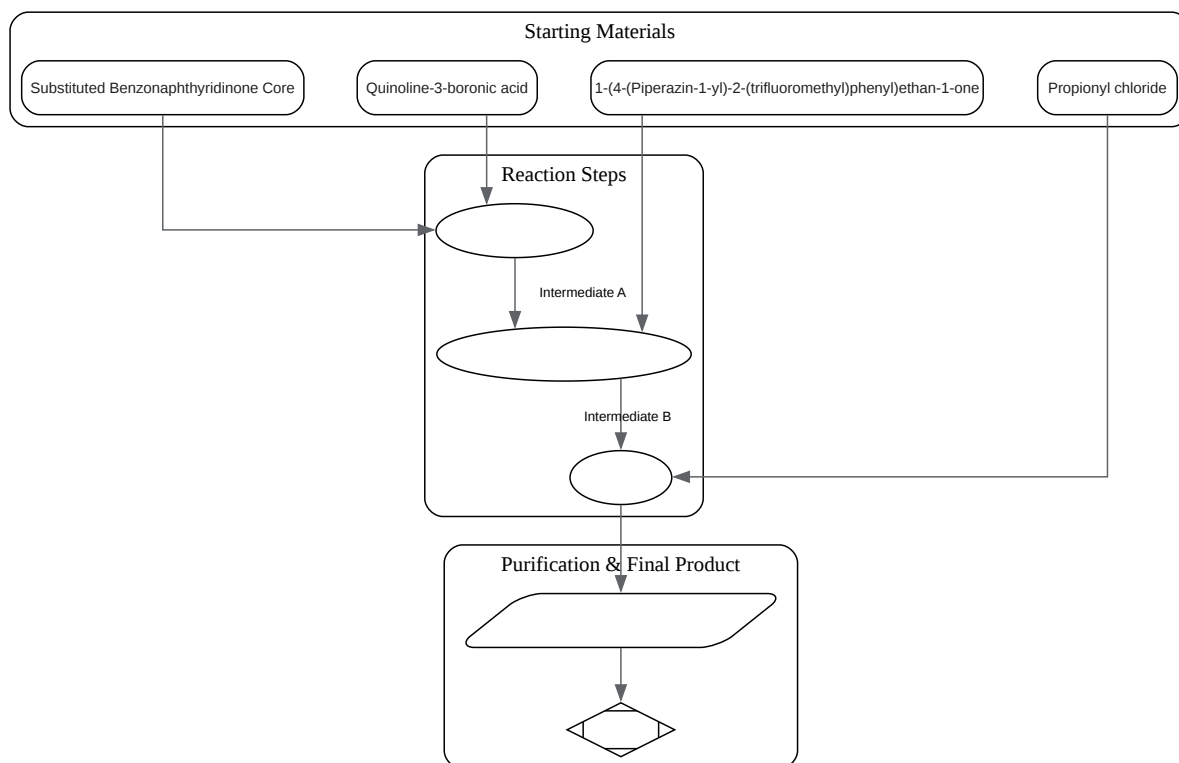 Starting Materials
Substituted Benzonaphthyridinone Core
Quinoline-3-boronic acid
1-(4-(Piperazin-1-yl)-2-(trifluoromethyl)phenyl)ethan-1-one
Propionyl chloride
Reaction Steps
Intermediate A
Intermediate B
Purification & Final Product